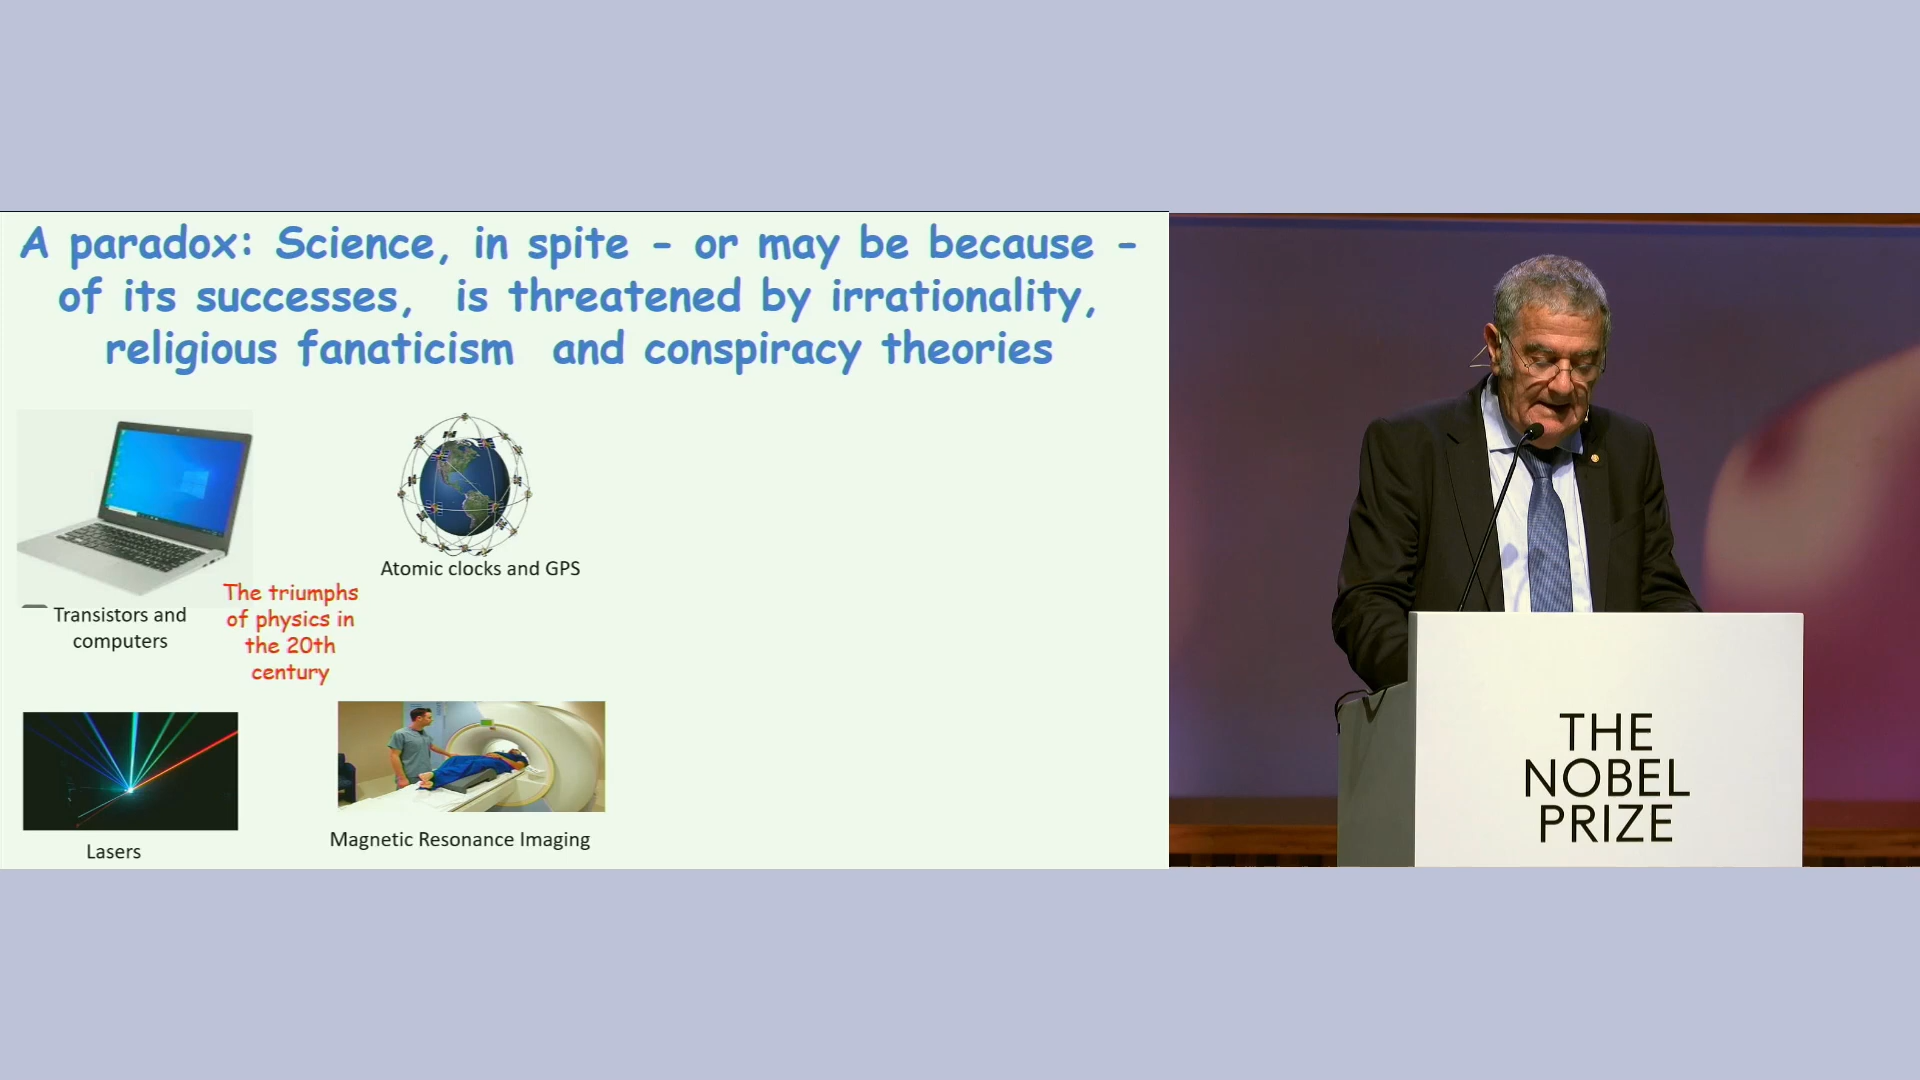 A paradox: Science, in spite – or may be because –
of its successses, is threatened by irrationality,
religious fanaticism and conspiracy theories
Atomic clocks and GPS
The triumphs
of physics in
the 20th
century
Transistors and
computers
Lasers
Magnetic Resonance Imaging
THE
NOBEL
PRIZE